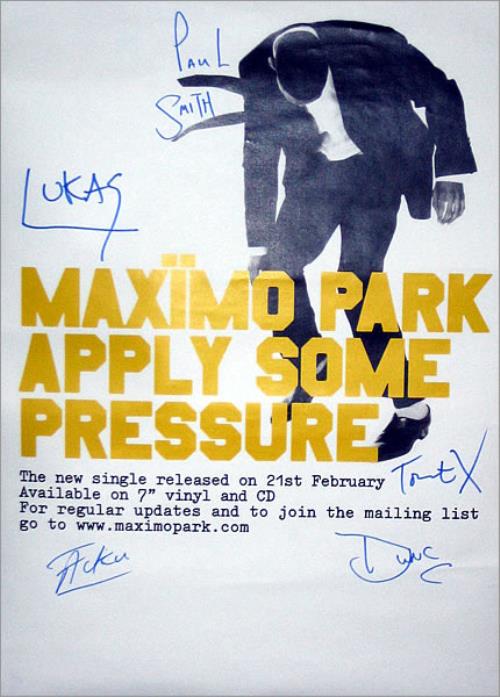 PAUL
SMITH
LUKAS
MAXÏMO PARK
APPLY SOME
PRESSURE
The new single released on 21st February
Available on 7” vinyl and CD
For regular updates and to join the mailing list
go to www.maximopark.com
Tom E X
Dunc